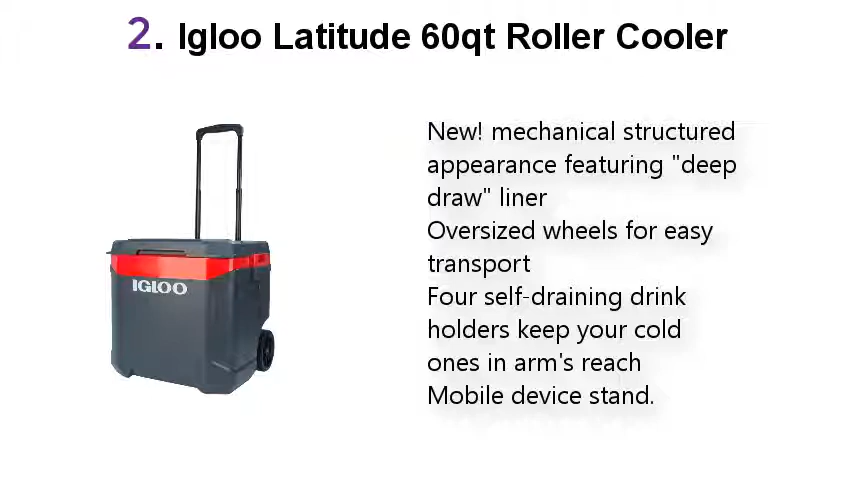 2. Igloo Latitude 60qt Roller Cooler
New! mechanical structured
appearance featuring "deep
draw" liner
Oversized wheels for easy
transport
Four self-draining drink
holders keep your cold
ones in arm's reach
Mobile device stand.
IGLOO